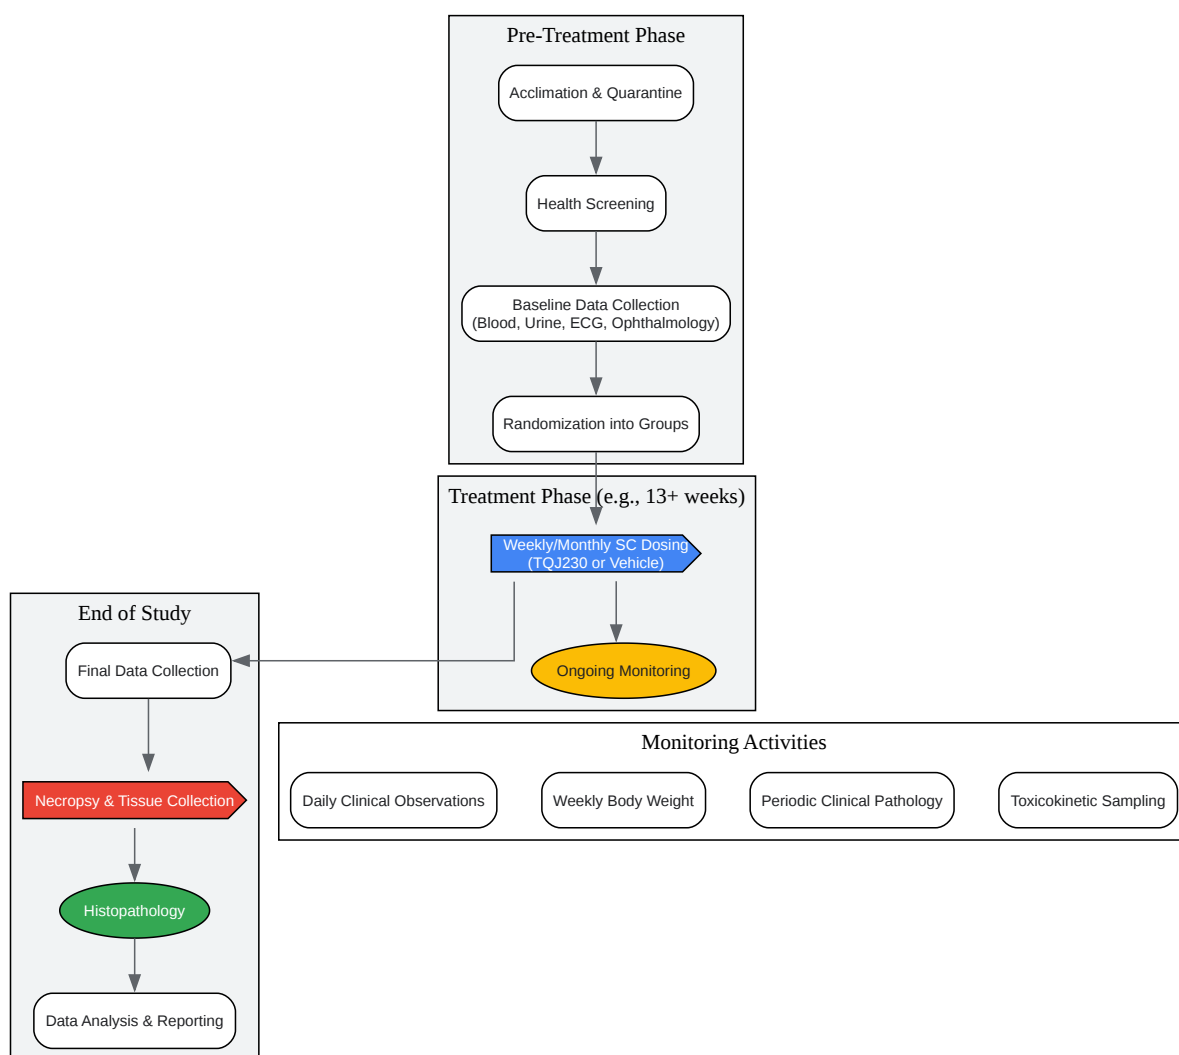 Pre-Treatment Phase
Acclimation & Quarantine
Health Screening
Baseline Data Collection
(Blood, Urine, ECG, Ophthalmology)
Randomization into Groups
Treatment Phase (e.g., 13+ weeks)
Weekly/Monthly SC Dosing
(TQJ230 or Vehicle)
Ongoing Monitoring
End of Study
Final Data Collection
Necropsy & Tissue Collection
Histopathology
Data Analysis & Reporting
Monitoring Activities
Daily Clinical Observations
Weekly Body Weight
Periodic Clinical Pathology
Toxicokinetic Sampling